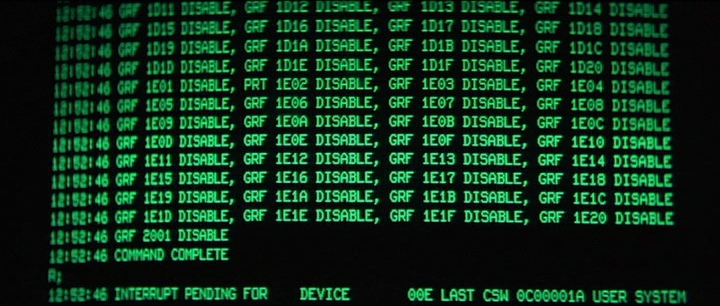 12:52:46 GRF 1D11 DISABLE, GRF 1D12 DISABLE, GRF 1D13 DISABLE, GRF 1D14 DISABLE
12:52:46 GRF 1D15 DISABLE, GRF 1D16 DISABLE, GRF 1D17 DISABLE, GRF 1D18 DISABLE
12:52:46 GRF 1D19 DISABLE, GRF 1D1A DISABLE, GRF 1D1B DISABLE, GRF 1D1C DISABLE
12:52:46 GRF 1D1D DISABLE, GRF 1D1E DISABLE, GRF 1D1F DISABLE, GRF 1D20 DISABLE
12:52:46 GRF 1E01 DISABLE, PRT 1E02 DISABLE, GRF 1E03 DISABLE, GRF 1E04 DISABLE
12:52:46 GRF 1E05 DISABLE, GRF 1E06 DISABLE, GRF 1E07 DISABLE, GRF 1E08 DISABLE
12:52:46 GRF 1E09 DISABLE, GRF 1E0A DISABLE, GRF 1E0B DISABLE, GRF 1E0C DISABLE
12:52:46 GRF 1E0D DISABLE, GRF 1E0E DISABLE, GRF 1E0F DISABLE, GRF 1E10 DISABLE
12:52:46 GRF 1E11 DISABLE, GRF 1E12 DISABLE, GRF 1E13 DISABLE, GRF 1E14 DISABLE
12:52:46 GRF 1E15 DISABLE, GRF 1E16 DISABLE, GRF 1E17 DISABLE, GRF 1E18 DISABLE
12:52:46 GRF 1E19 DISABLE, GRF 1E1A DISABLE, GRF 1E1B DISABLE, GRF 1E1C DISABLE
12:52:46 GRF 1E1D DISABLE, GRF 1E1E DISABLE, GRF 1E1F DISABLE, GRF 1E20 DISABLE
12:52:46 GRF 2001 DISABLE
12:52:46 COMMAND COMPLETE
R;
12:52:46 INTERRUPT PENDING FOR DEVICE 00E LAST CSW 0C00001A USER SYSTEM